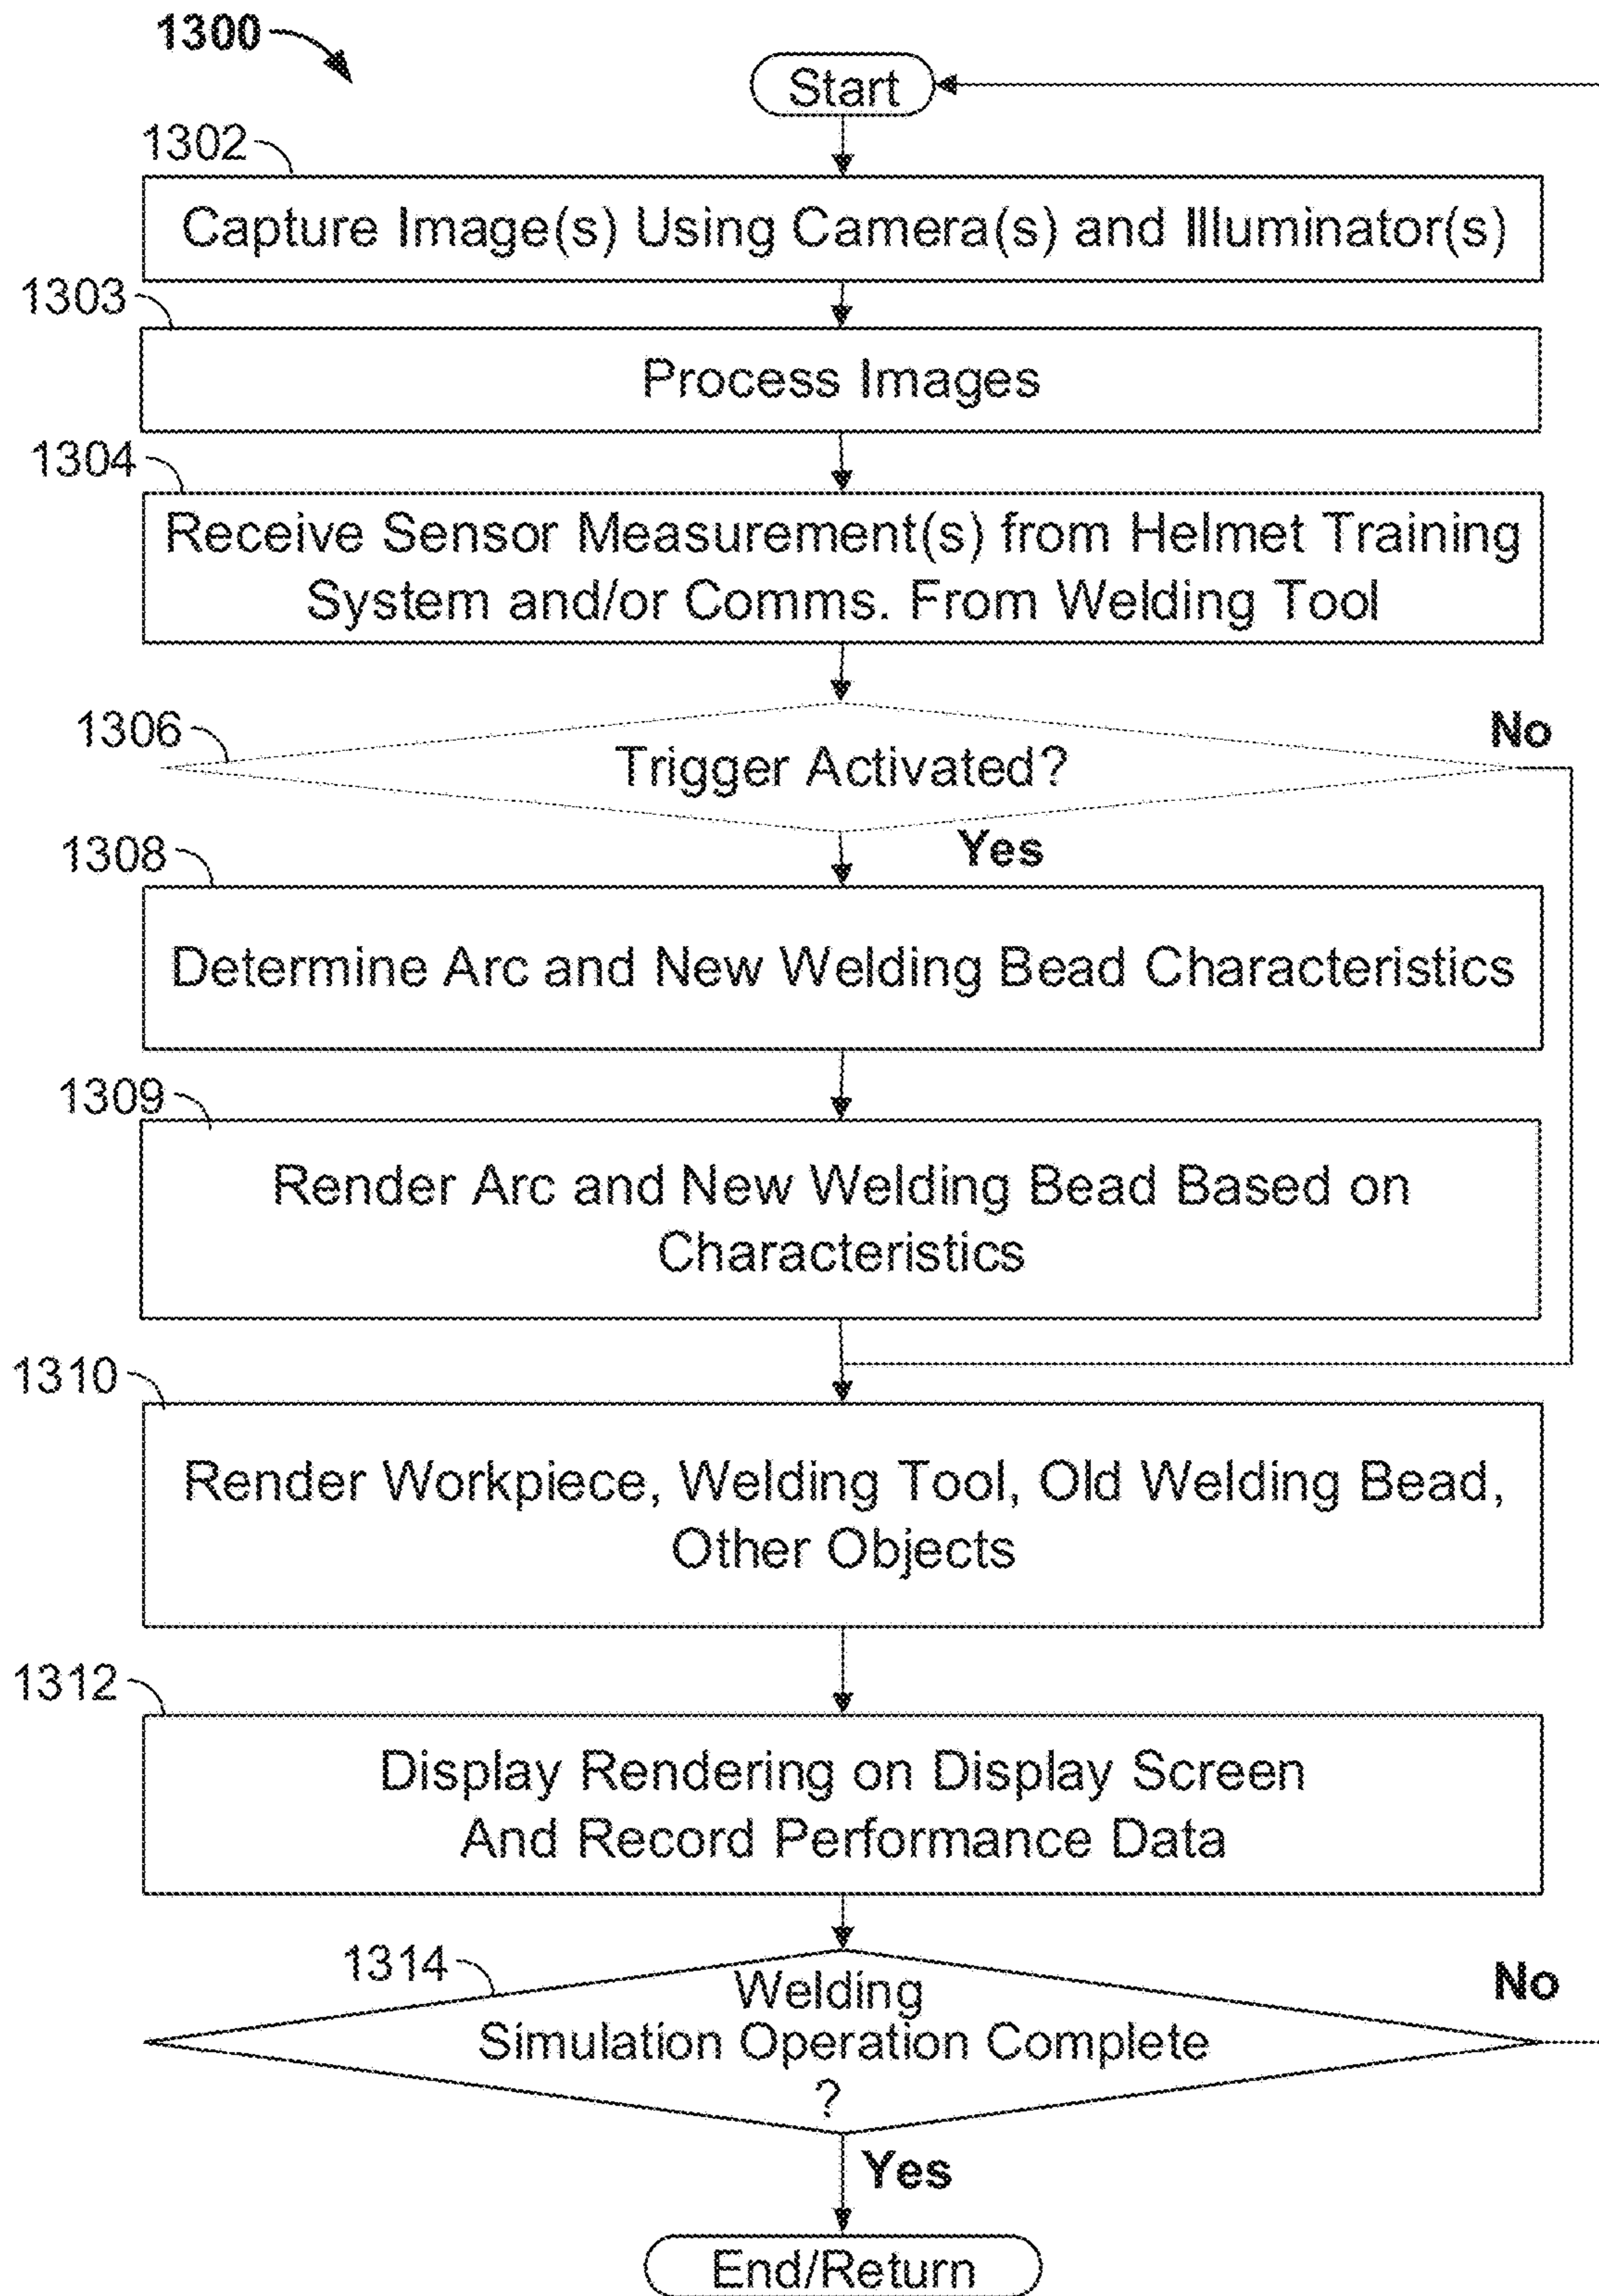 1300
Start
1302
Capture Image(s) Using Camera(s) and Illuminator(s)
1303
Process Images
1304
Receive Sensor Measurement(s) from Helmet Training
System and/or Comms. From Welding Tool
1306
Trigger Activated?
No
Yes
1308
Determine Arc and New Welding Bead Characteristics
1309
Render Arc and New Welding Bead Based on
Characteristics
1310
Render Workpiece, Welding Tool, Old Welding Bead,
Other Objects
1312
Display Rendering on Display Screen
And Record Performance Data
1314
Welding
Simulation Operation Complete
?
No
Yes
End/Return